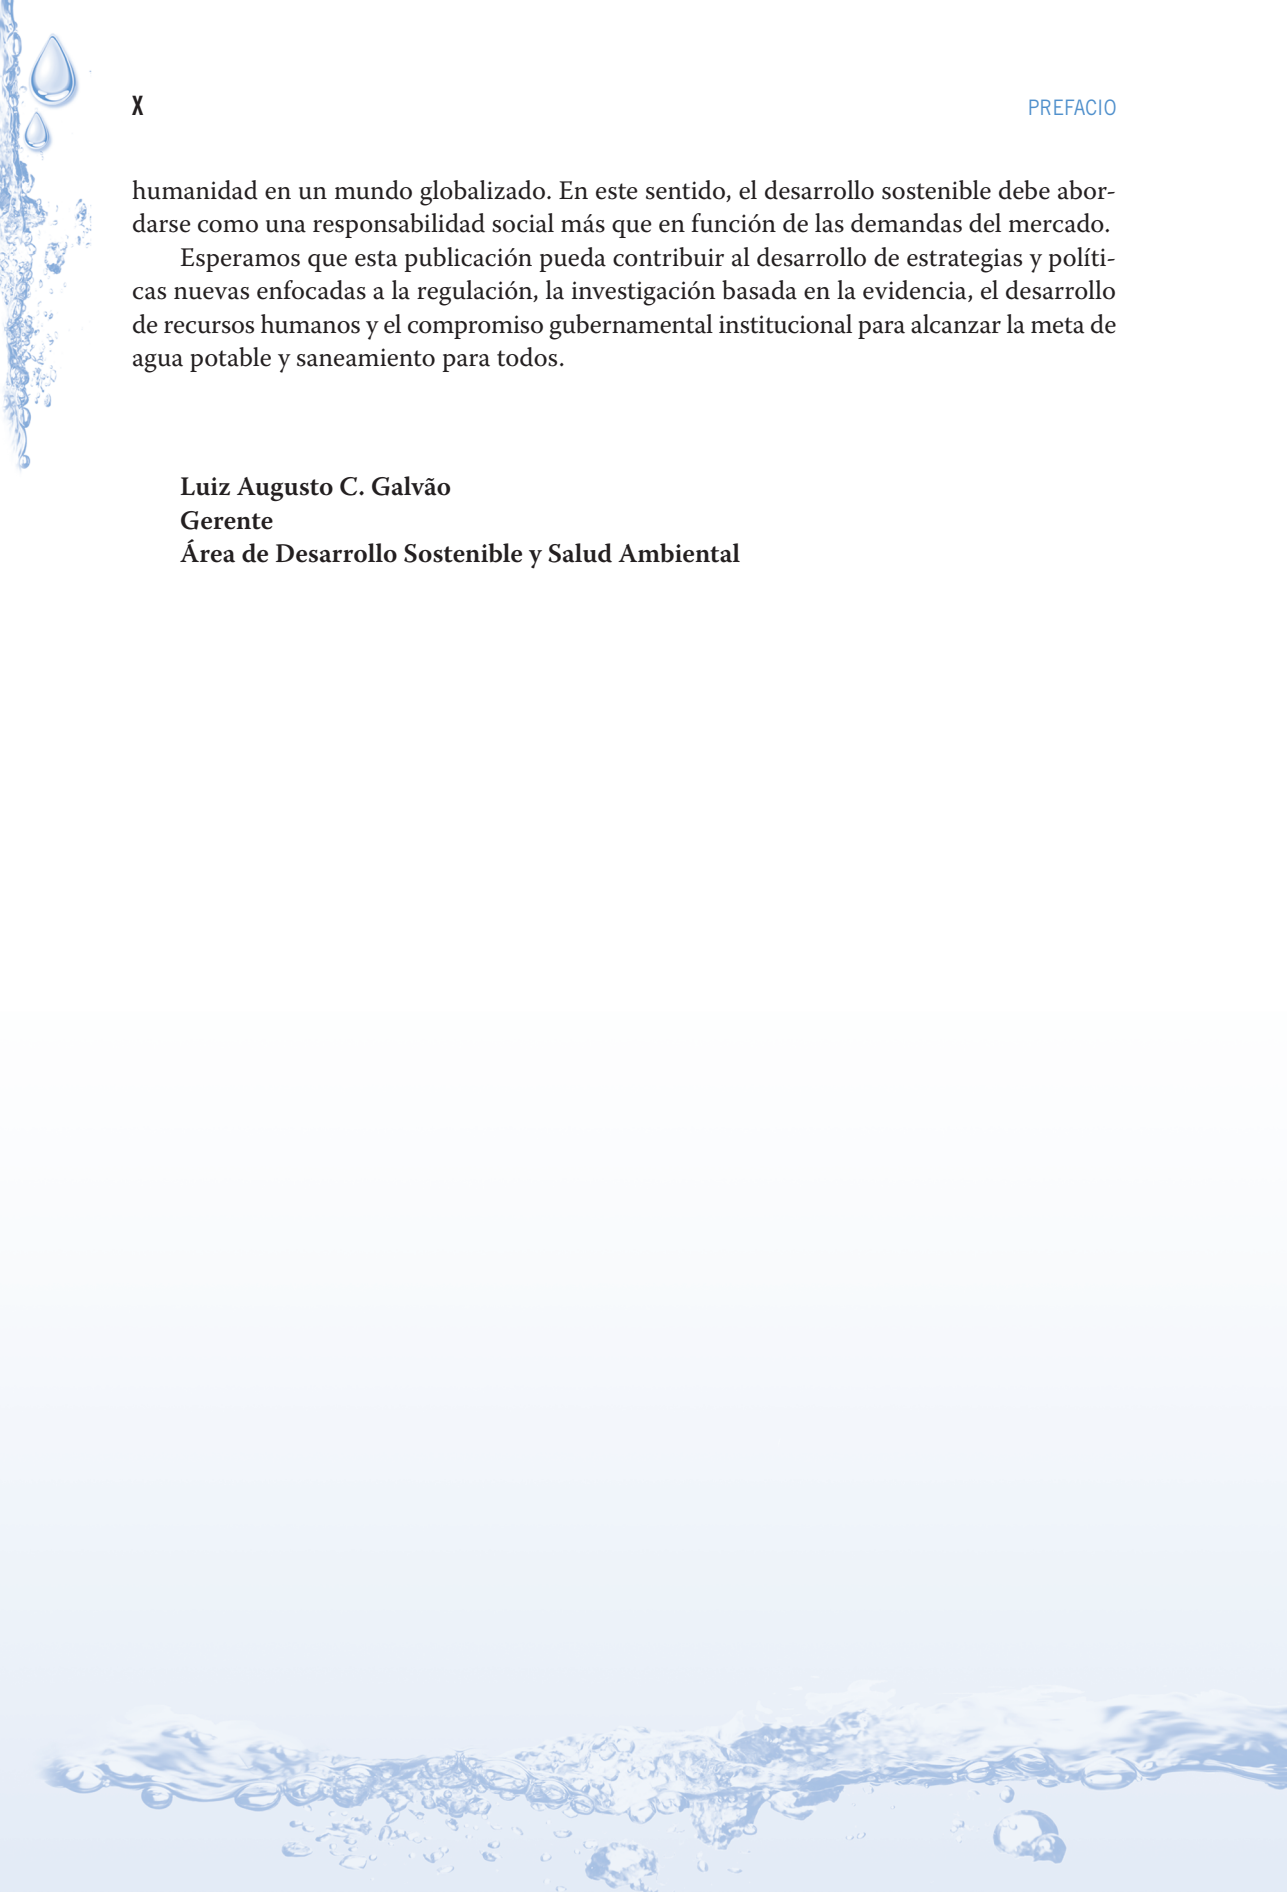 X
PREFACIO
humanidad en un mundo globalizado. En este sentido, el desarrollo sostenible debe abor-
darse como una responsabilidad social más que en función de las demandas del mercado.
Esperamos que esta publicación pueda contribuir al desarrollo de estrategias y políti-
cas nuevas enfocadas a la regulación, la investigación basada en la evidencia, el desarrollo
de recursos humanos y el compromiso gubernamental institucional para alcanzar la meta de
agua potable y saneamiento para todos.
Luiz Augusto C. Galvão
Gerente
Área de Desarrollo Sostenible y Salud Ambiental